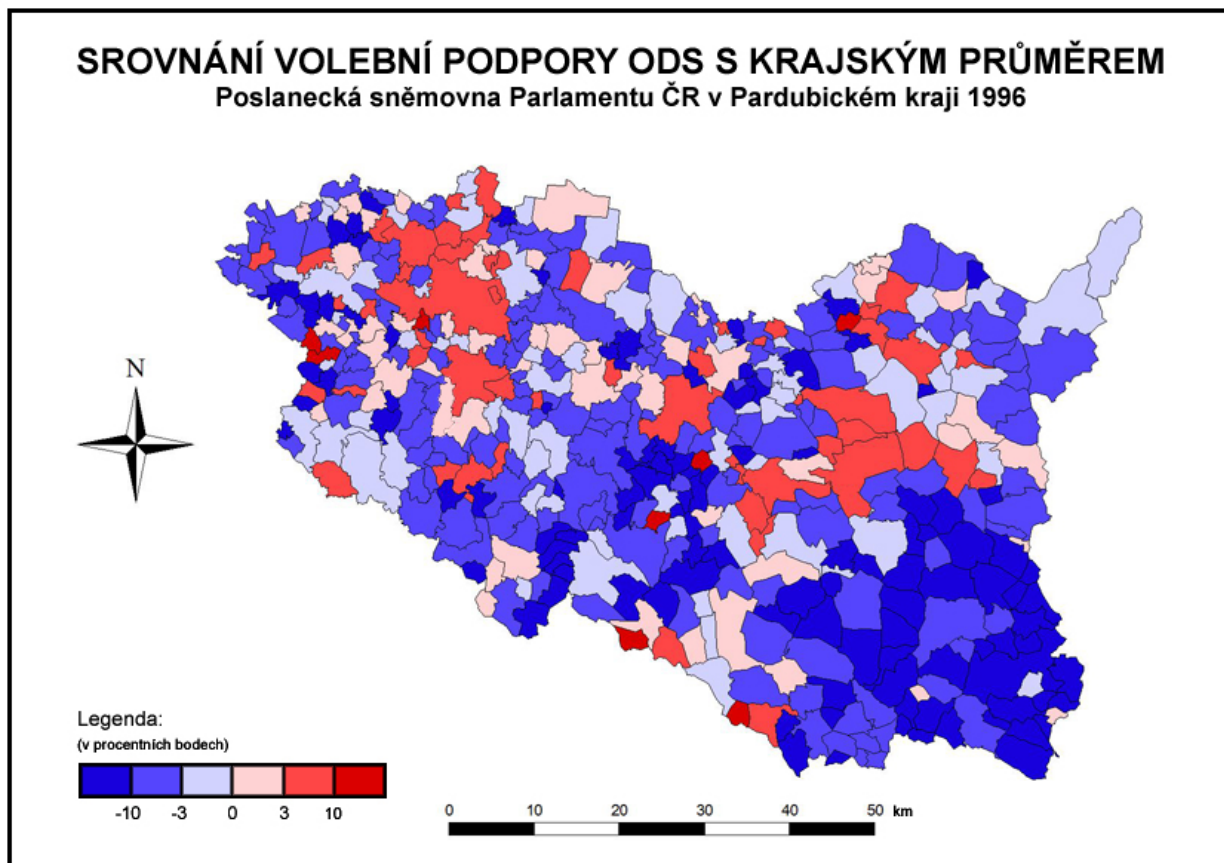 SROVNÁNÍ VOLEBNÍ PODPORY ODS S KRAJSKÝM PRŮMĚREM
Poslanecká sněmovna Parlamentu ČR v Pardubickém kraji 1996
N
Legenda:
(v procentních bodech)
-10 -3 0 3 10
0 10 20 30 40 50 km